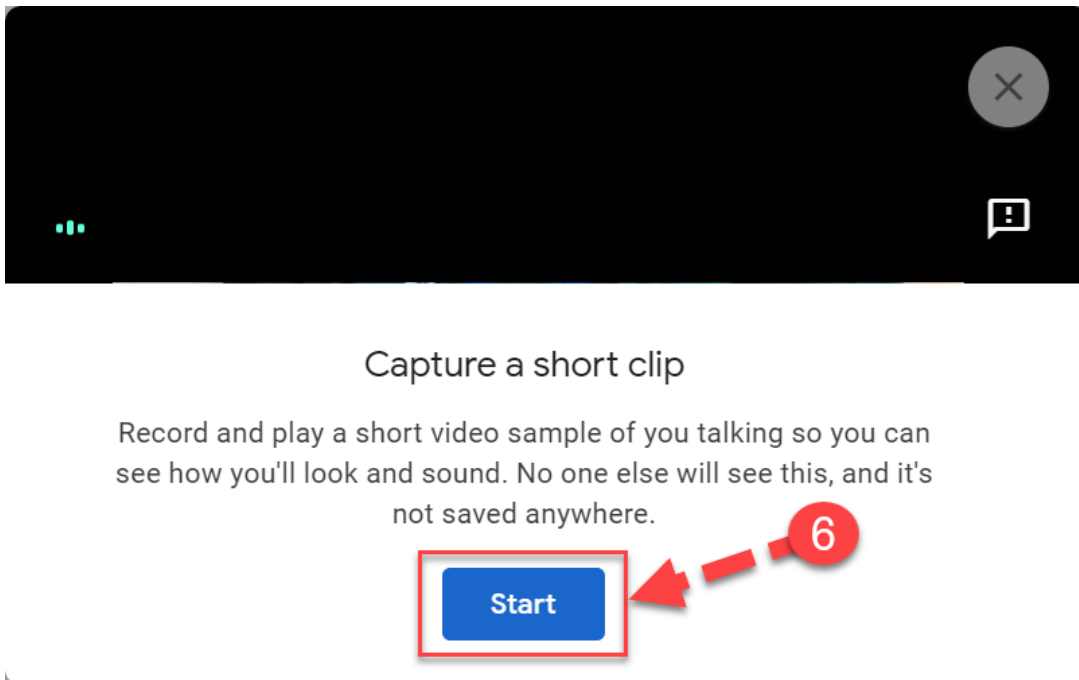 Capture a short clip
Record and play a short video sample of you talking so you can
see how you'll look and sound. No one else will see this, and it's
not saved anywhere.
6
Start